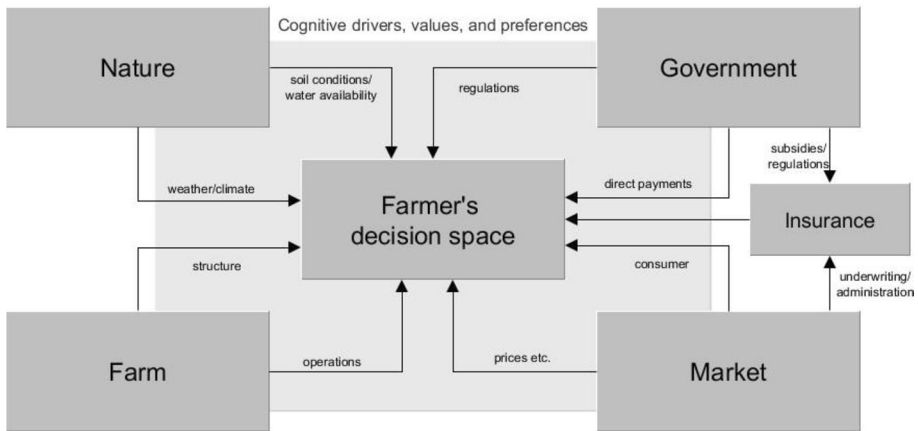 Cognitive drivers, values, and preferences
Nature
Government
soil conditions/
water availability
regulations
subsidies/
regulations
weather/climate
direct payments
Farmer's
decision space
Insurance
structure
consumer
underwriting/
administration
Farm
operations
prices etc.
Market